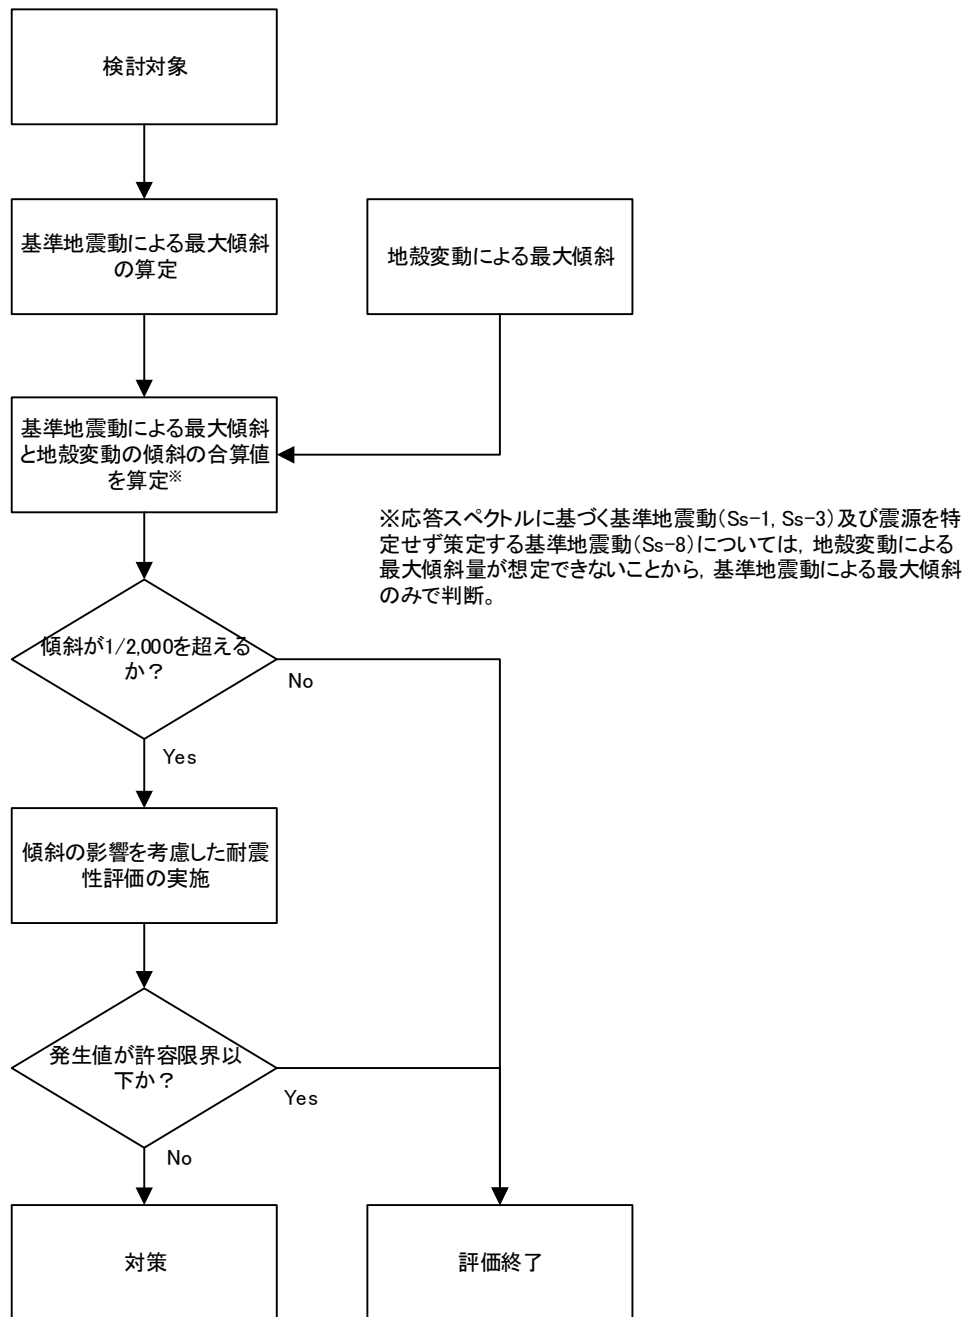 検討対象
基準地震動による最大傾斜
の算定
地殻変動による最大傾斜
基準地震動による最大傾斜
と地殻変動の傾斜の合算値
を算定※
※応答スペクトルに基づく基準地震動(Ss-1, Ss-3)及び震源を特
定せず策定する基準地震動(Ss-8)については, 地殻変動による
最大傾斜量が想定できないことから, 基準地震動による最大傾斜
のみで判断。
傾斜が1/2,000を超える
か？
No
Yes
傾斜の影響を考慮した耐震
性評価の実施
発生値が許容限界以
下か？
Yes
No
対策
評価終了